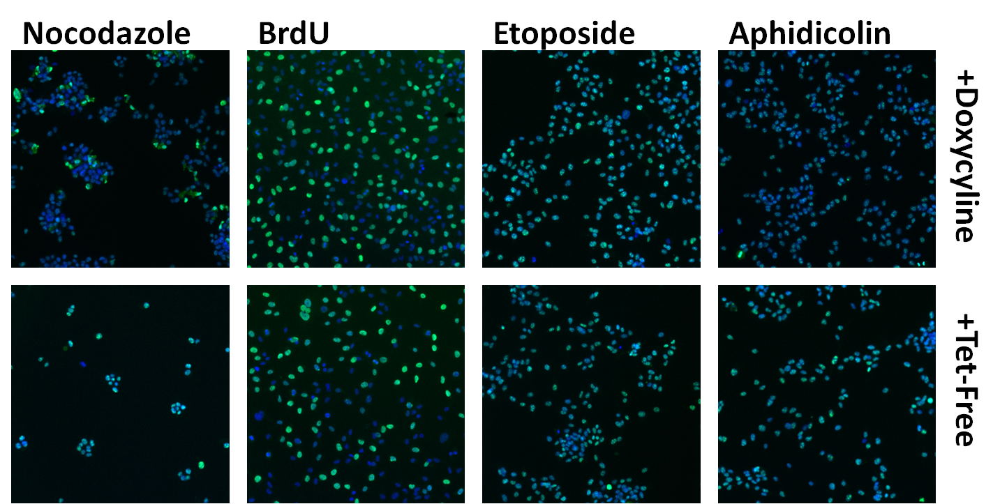 Nocodazole
BrdU
Etoposide
Aphidicolin
+Doxycyline
+Tet-Free